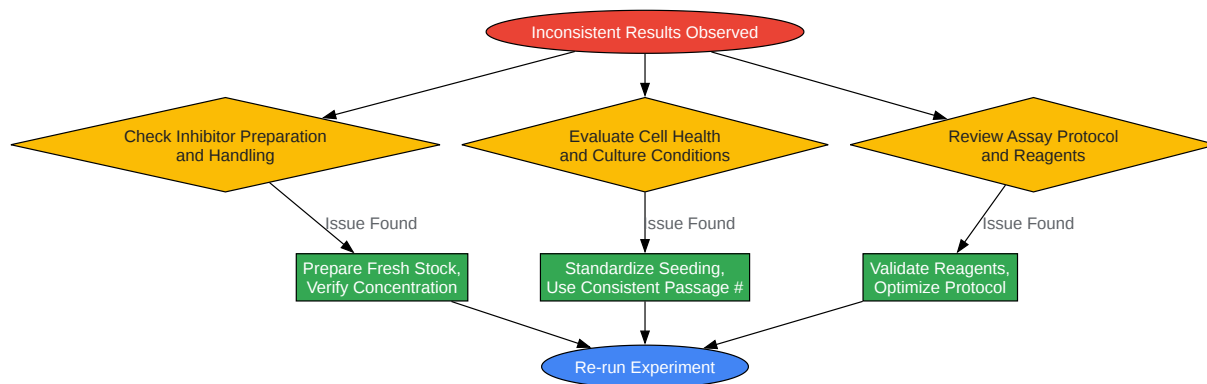 Inconsistent Results Observed
Check Inhibitor Preparation
and Handling
Evaluate Cell Health
and Culture Conditions
Review Assay Protocol
and Reagents
Issue Found
Issue Found
Issue Found
Prepare Fresh Stock,
Verify Concentration
Standardize Seeding,
Use Consistent Passage #
Validate Reagents,
Optimize Protocol
Re-run Experiment